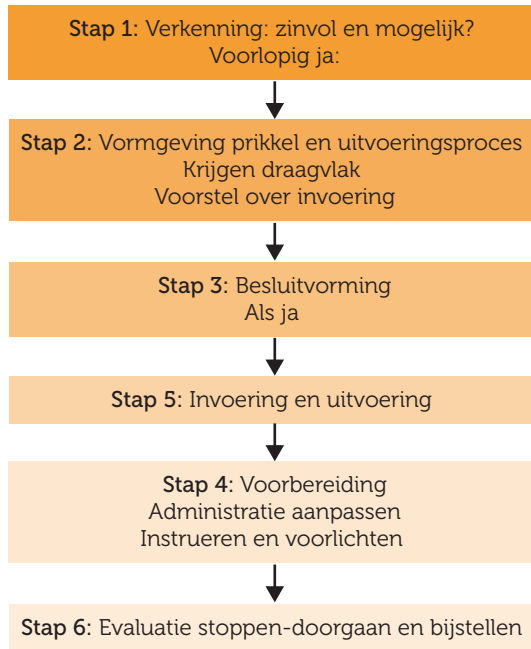 Stap 1: Verkenning: zinvol en mogelijk?
Voorlopig ja:
Stap 2: Vormgeving prikkel en uitvoeringsproces
Krijgen draagvlak
Voorstel over invoering
Stap 3: Besluitvorming
Als ja
Stap 5: Invoering en uitvoering
Stap 4: Voorbereiding
Administratie aanpassen
Instrueren en voorlichten
Stap 6: Evaluatie stoppen-doorgaan en bijstellen